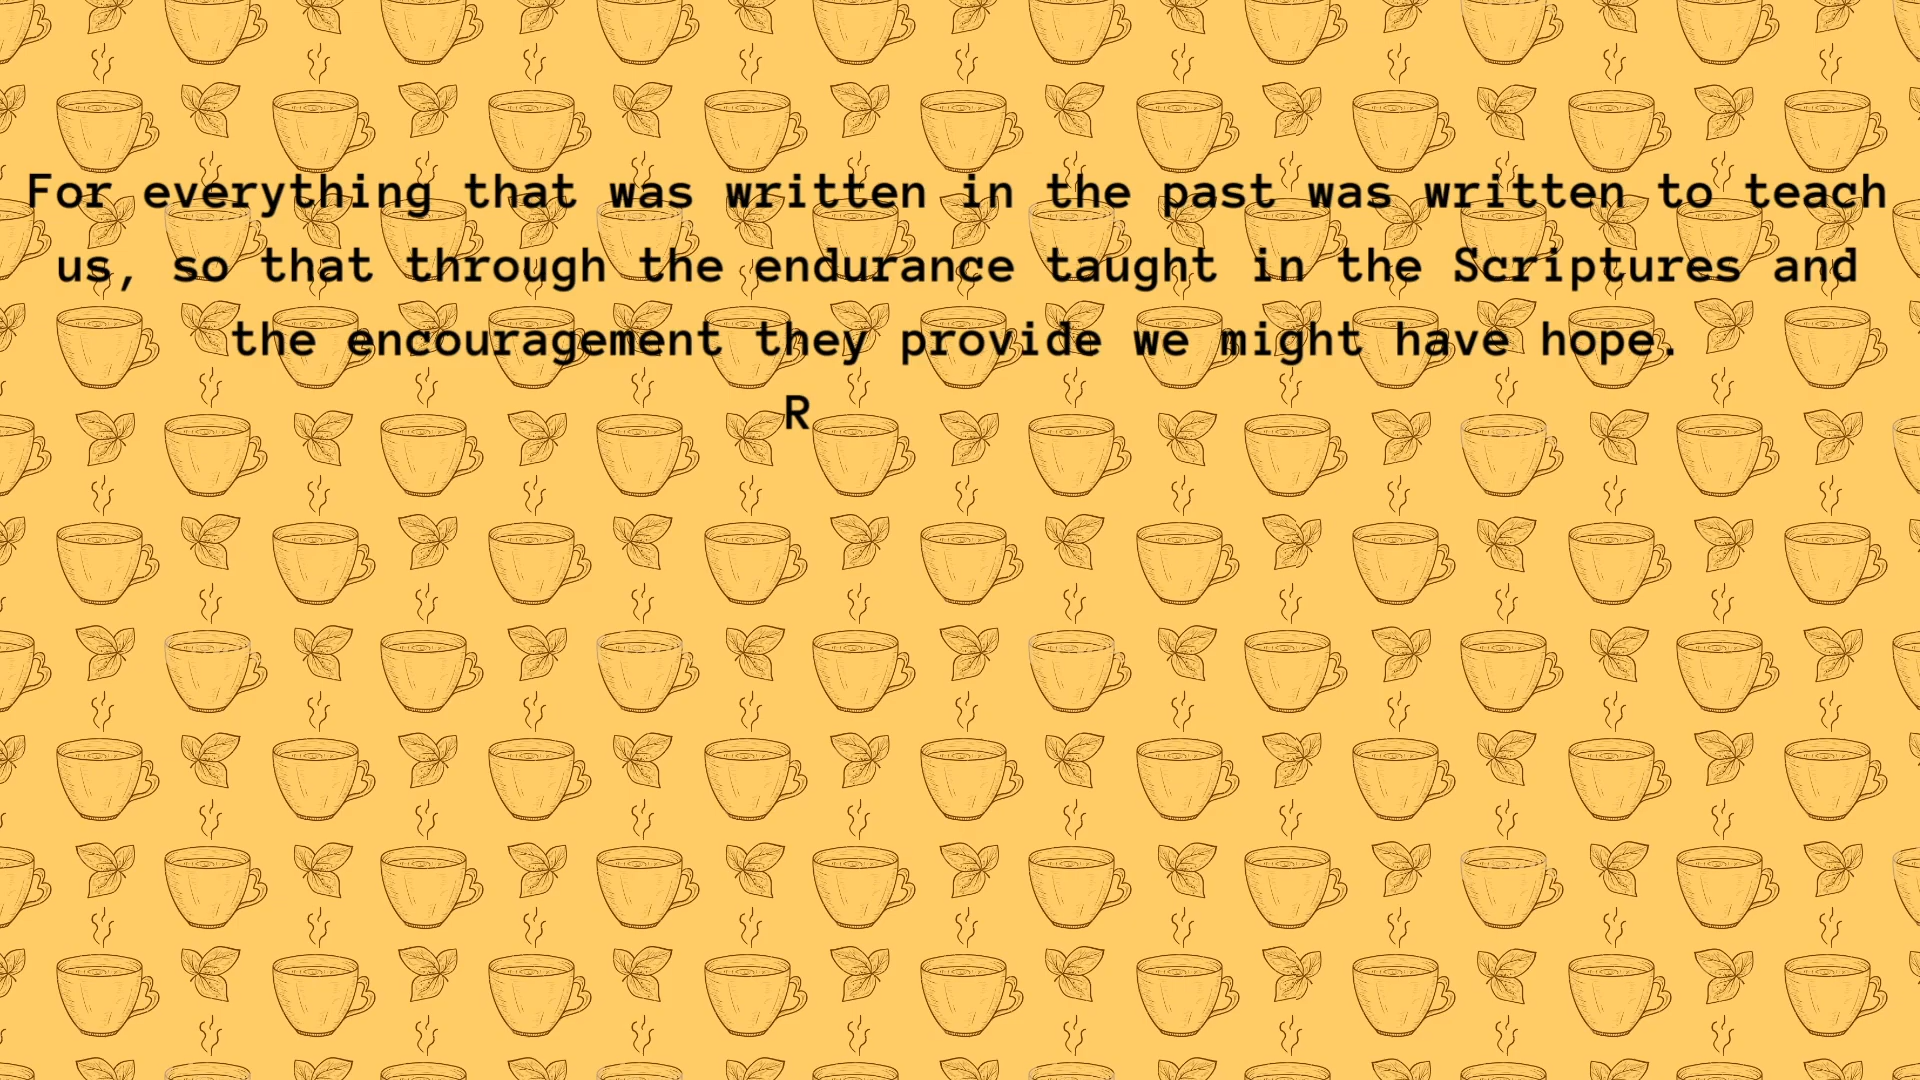 For everything that was written in the past was written to teach
us, so that through the endurance taught in the Scriptures and
the encouragement they provide we might have hope.
R